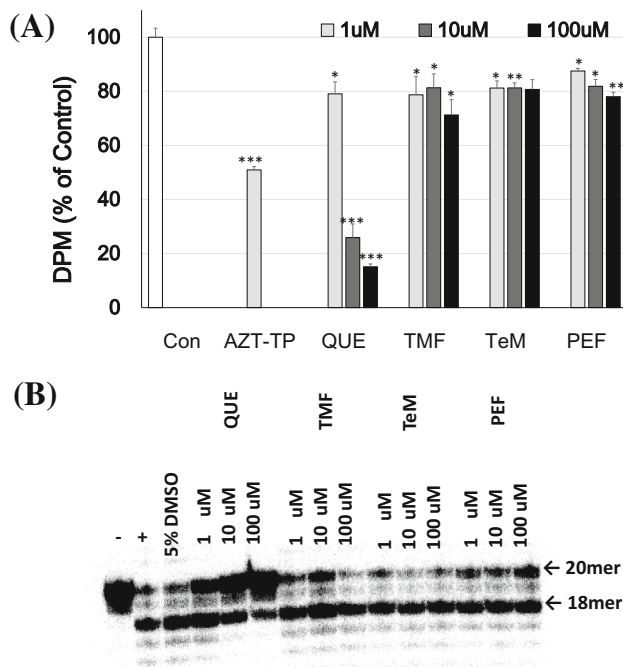 (A)
1uM 10uM 100uM
DPM (% of Control)
100
80
60
40
20
0
***
*
***
***
*
*
*
*
**
*
*
**
Con AZT-TP QUE TMF TeM PEF
(B)
QUE TMF TeM PEF
- + 5% DMSO 1 uM 10 uM 100 uM 1 uM 10 uM 100 uM 1 uM 10 uM 100 uM 1 uM 10 uM 100 uM
←20mer
←18mer